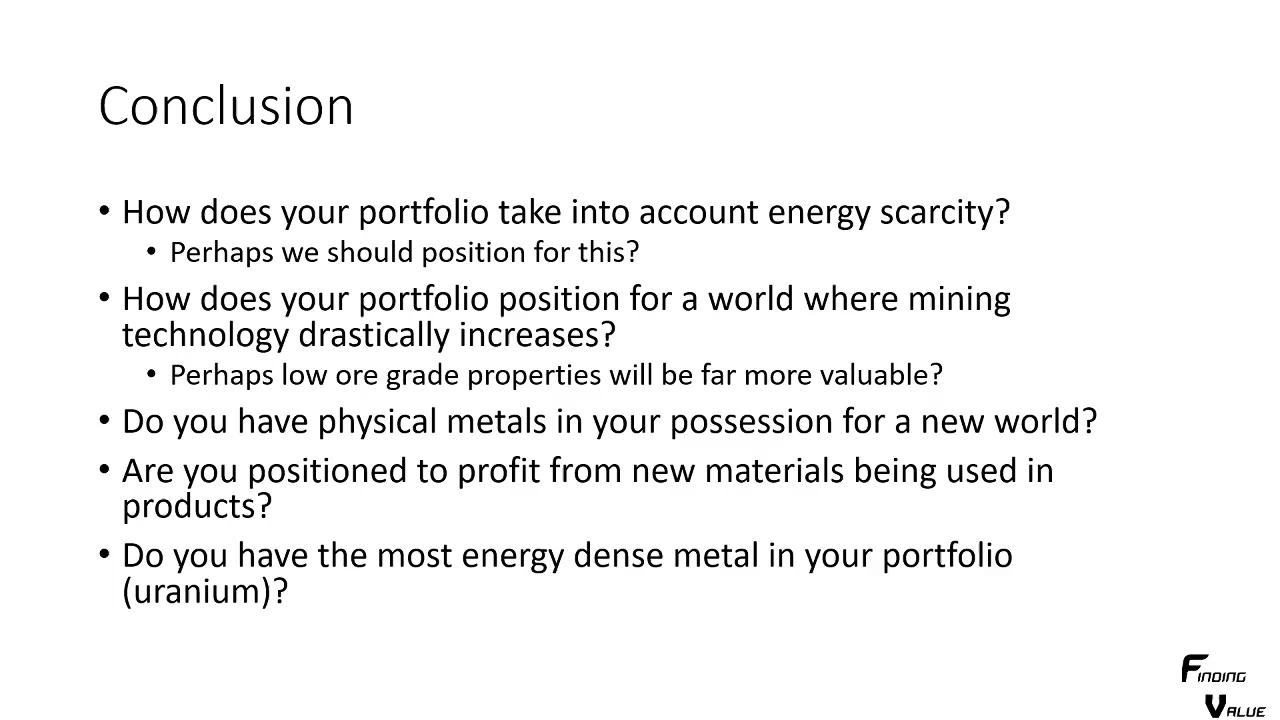 Conclusion
• How does your portfolio take into account energy scarcity?
• Perhaps we should position for this?
• How does your portfolio position for a world where mining
technology drastically increases?
• Perhaps low ore grade properties will be far more valuable?
• Do you have physical metals in your possession for a new world?
• Are you positioned to profit from new materials being used in
products?
• Do you have the most energy dense metal in your portfolio
(uranium)?
Finding
Value